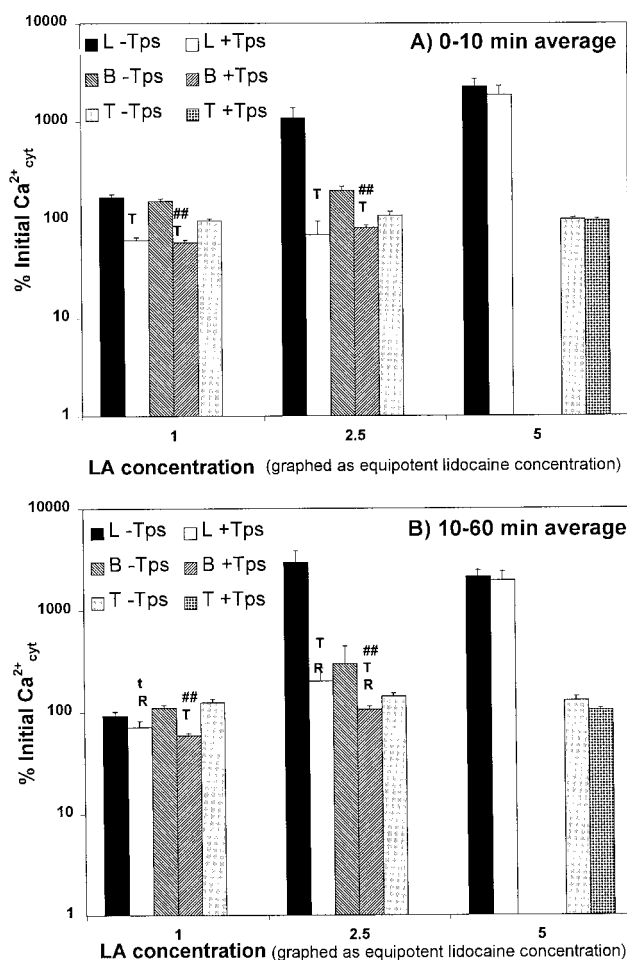 A) 0-10 min average
L -Tps L +Tps
B -Tps B +Tps
T -Tps T +Tps
% Initial Ca2+cyt
10000
1000
100
10
1
T
##
T
T
##
T
1 2.5 5
LA concentration (graphed as equipotent lidocaine concentration)
B) 10-60 min average
L -Tps L +Tps
B -Tps B +Tps
T -Tps T +Tps
% Initial Ca2+cyt
10000
1000
100
10
1
t
R
##
T
T
R
##
T
R
1 2.5 5
LA concentration (graphed as equipotent lidocaine concentration)